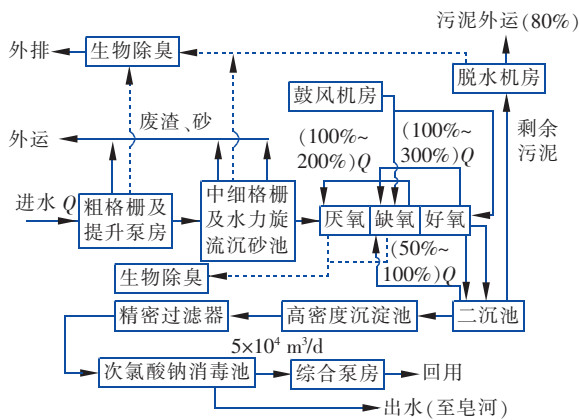 污泥外运(80%)
外排
生物除臭
脱水机房
鼓风机房
废渣、砂
外运
剩余
污泥
(100%~
200%)Q
(100%~
300%)Q
进水 Q
粗格栅及
提升泵房
中细格栅
及水力旋
流沉砂池
厌氧
缺氧
好氧
(50%~
100%)Q
生物除臭
精密过滤器
高密度沉淀池
二沉池
5×10⁴ m³/d
次氯酸钠消毒池
综合泵房
回用
出水(至皂河)